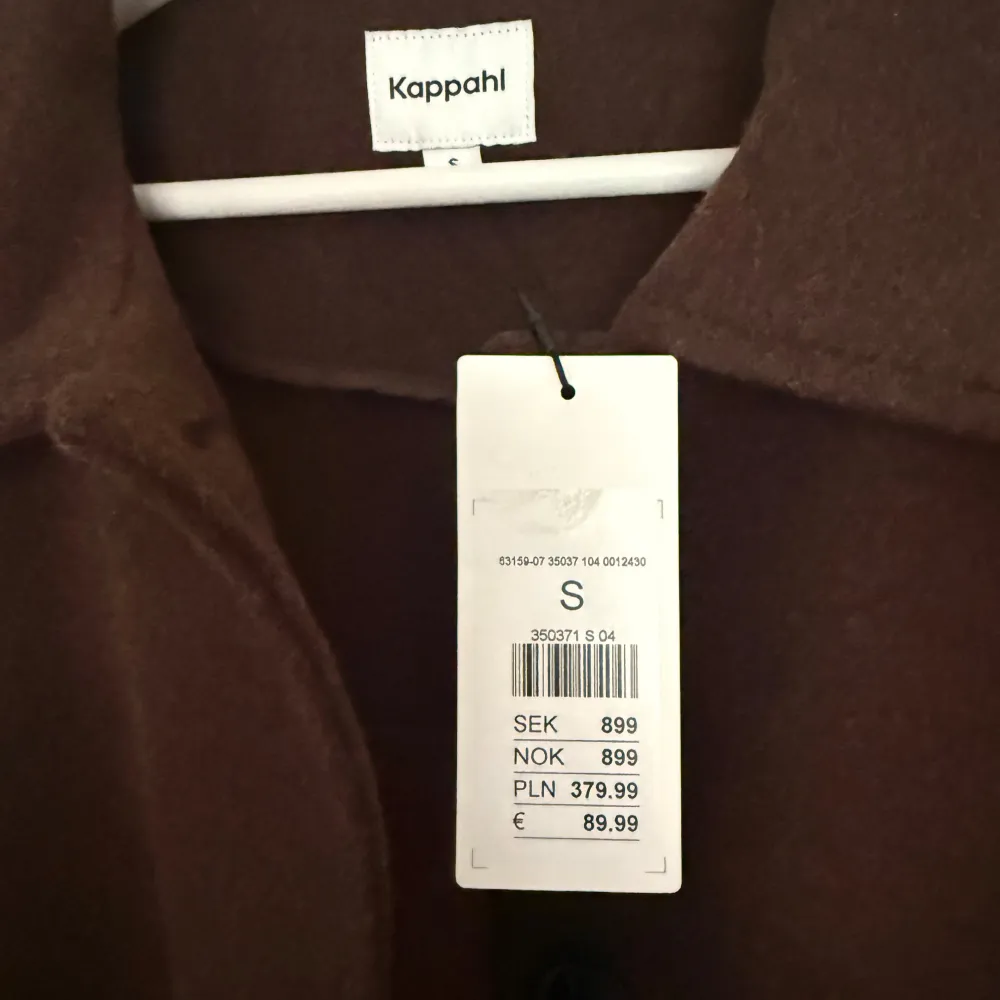 Kappahl
S
63159-07 35037 104 0012430
S
350371 S 04
SEK 899
NOK 899
PLN 379.99
€ 89.99